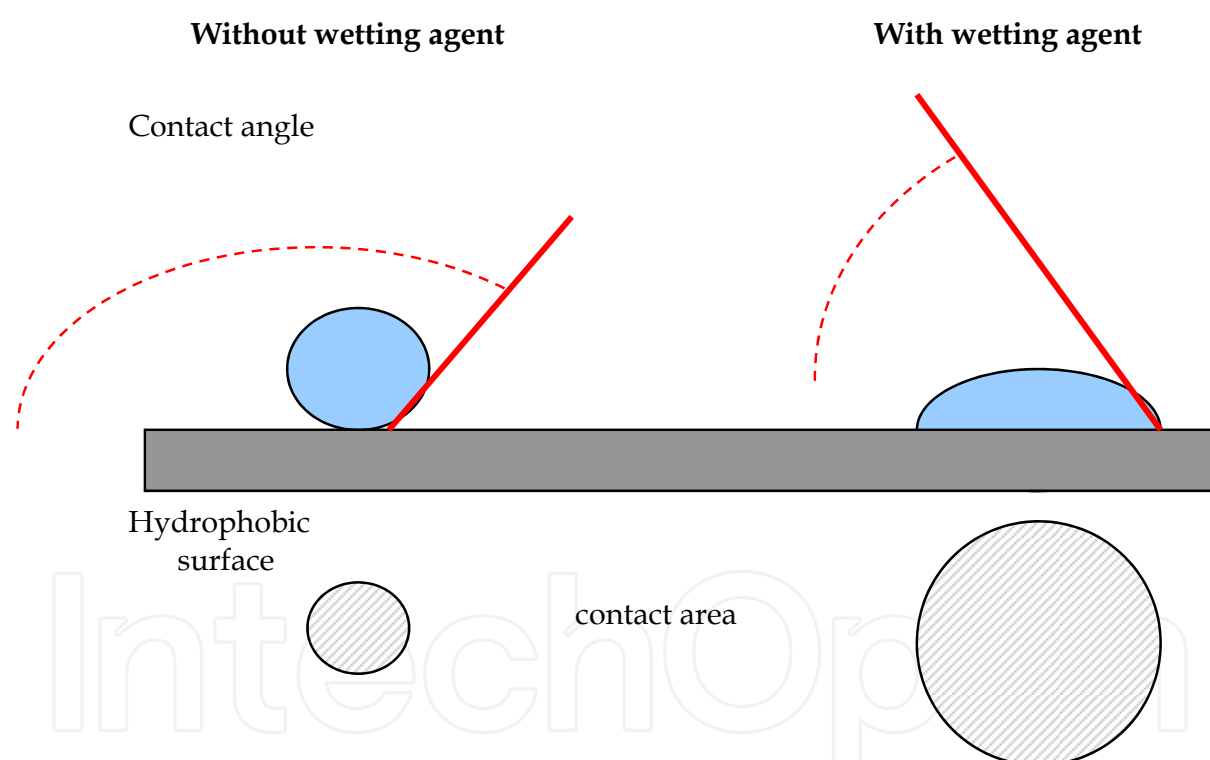 Without wetting agent
With wetting agent
Contact angle
Hydrophobic
surface
contact area
IntechOpen